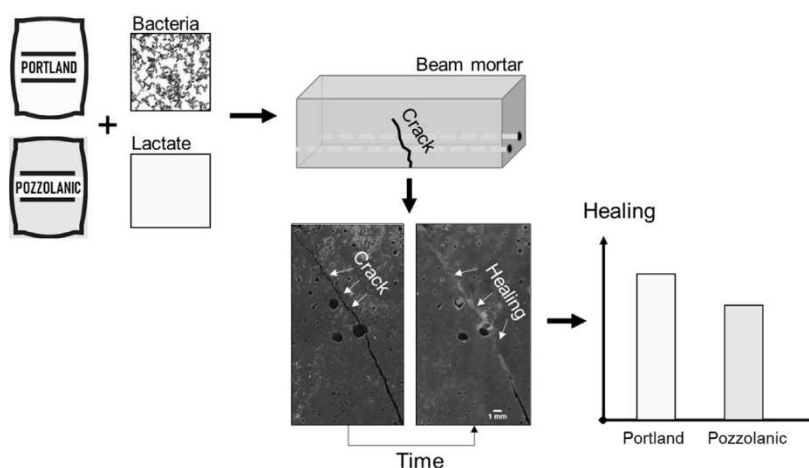 Bacteria
PORTLAND
+
Lactate
POZZOLANIC
Beam mortar
Crack
Crack
Healing
1 mm
Time
Healing
Portland
Pozzolanic